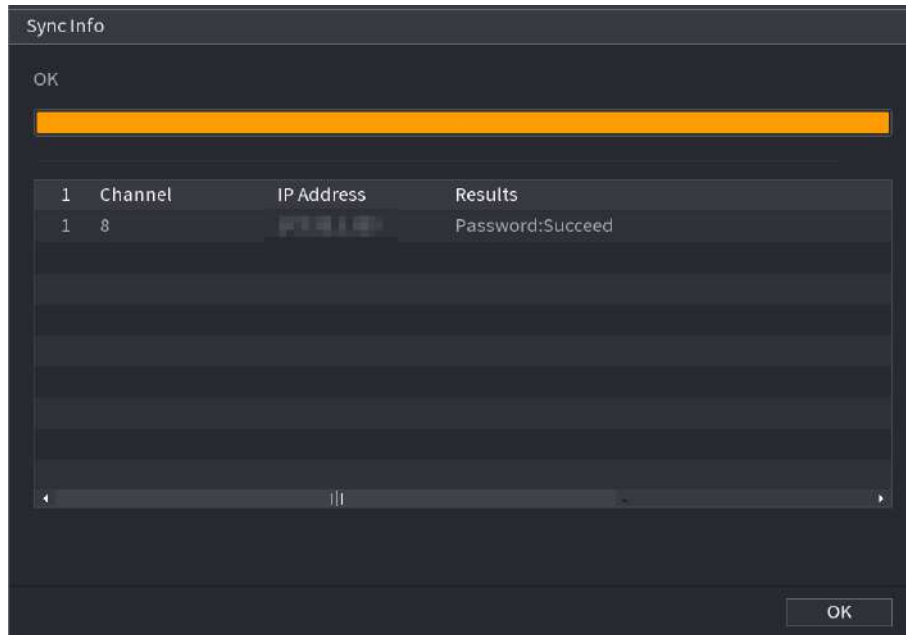 Sync Info
OK
1 Channel IP Address Results
1 8 Password:Succeed
OK